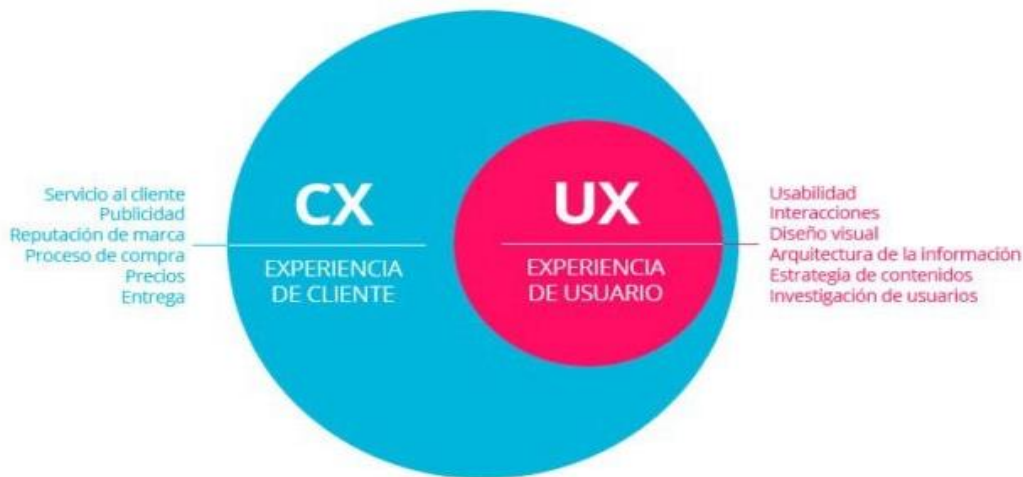 Servicio al cliente
Publicidad
Reputación de marca
Proceso de compra
Precios
Entrega
CX
EXPERIENCIA
DE CLIENTE
UX
EXPERIENCIA
DE USUARIO
Usabilidad
Interacciones
Diseño visual
Arquitectura de la información
Estrategia de contenidos
Investigación de usuarios